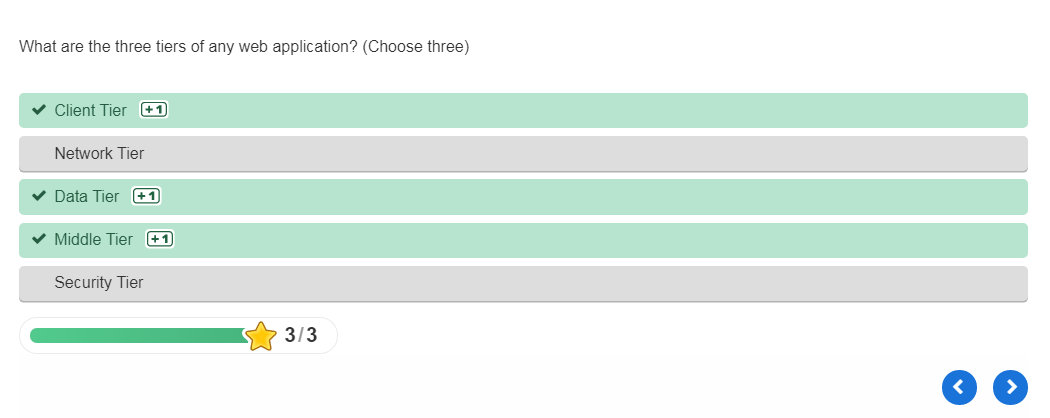 What are the three tiers of any web application? (Choose three)
Client Tier +1
Network Tier
Data Tier +1
Middle Tier +1
Security Tier
3/3